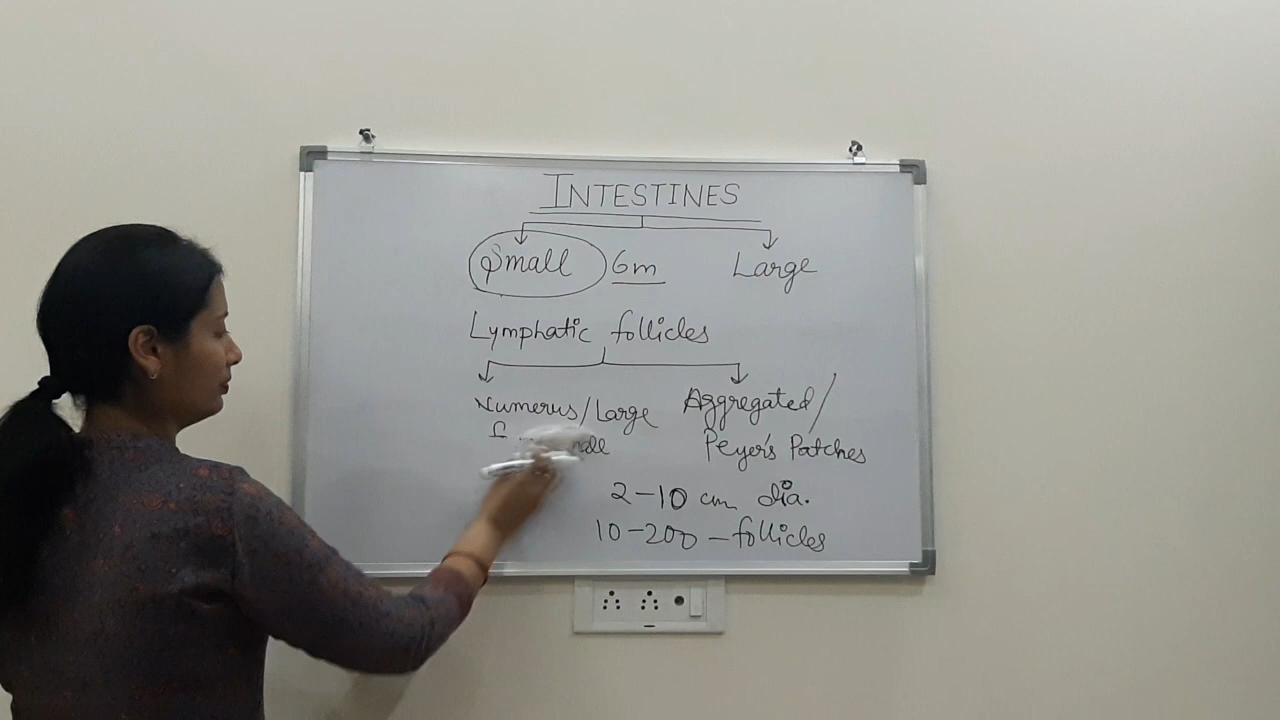 INTESTINES
Small 6m Large
Lymphatic follicles
Numerus/Large Aggregated/
Peyer's Patches
2-10 cm dia.
10-200 - follicles